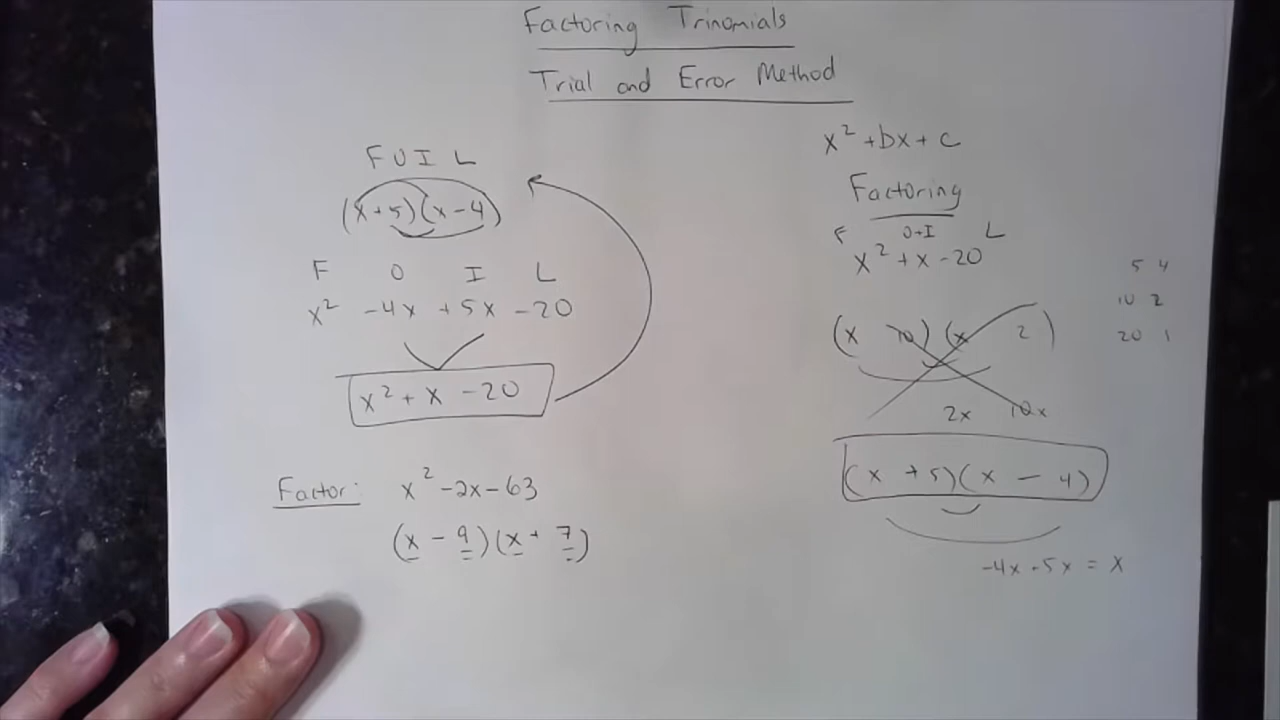 Factoring Trinomials
Trial and Error Method
F O I L
(x+5)(x-4)
F O I L
x² -4x +5x -20
x² + x -20
Factor: x² -2x-63
(x - 9)(x + 7)
x² +bx+c
Factoring
F O+I L
x² +x -20
5 4
10 2
20 1
(x 10)(x 2)
2x 10x
(x +5)(x - 4)
-4x +5x = x